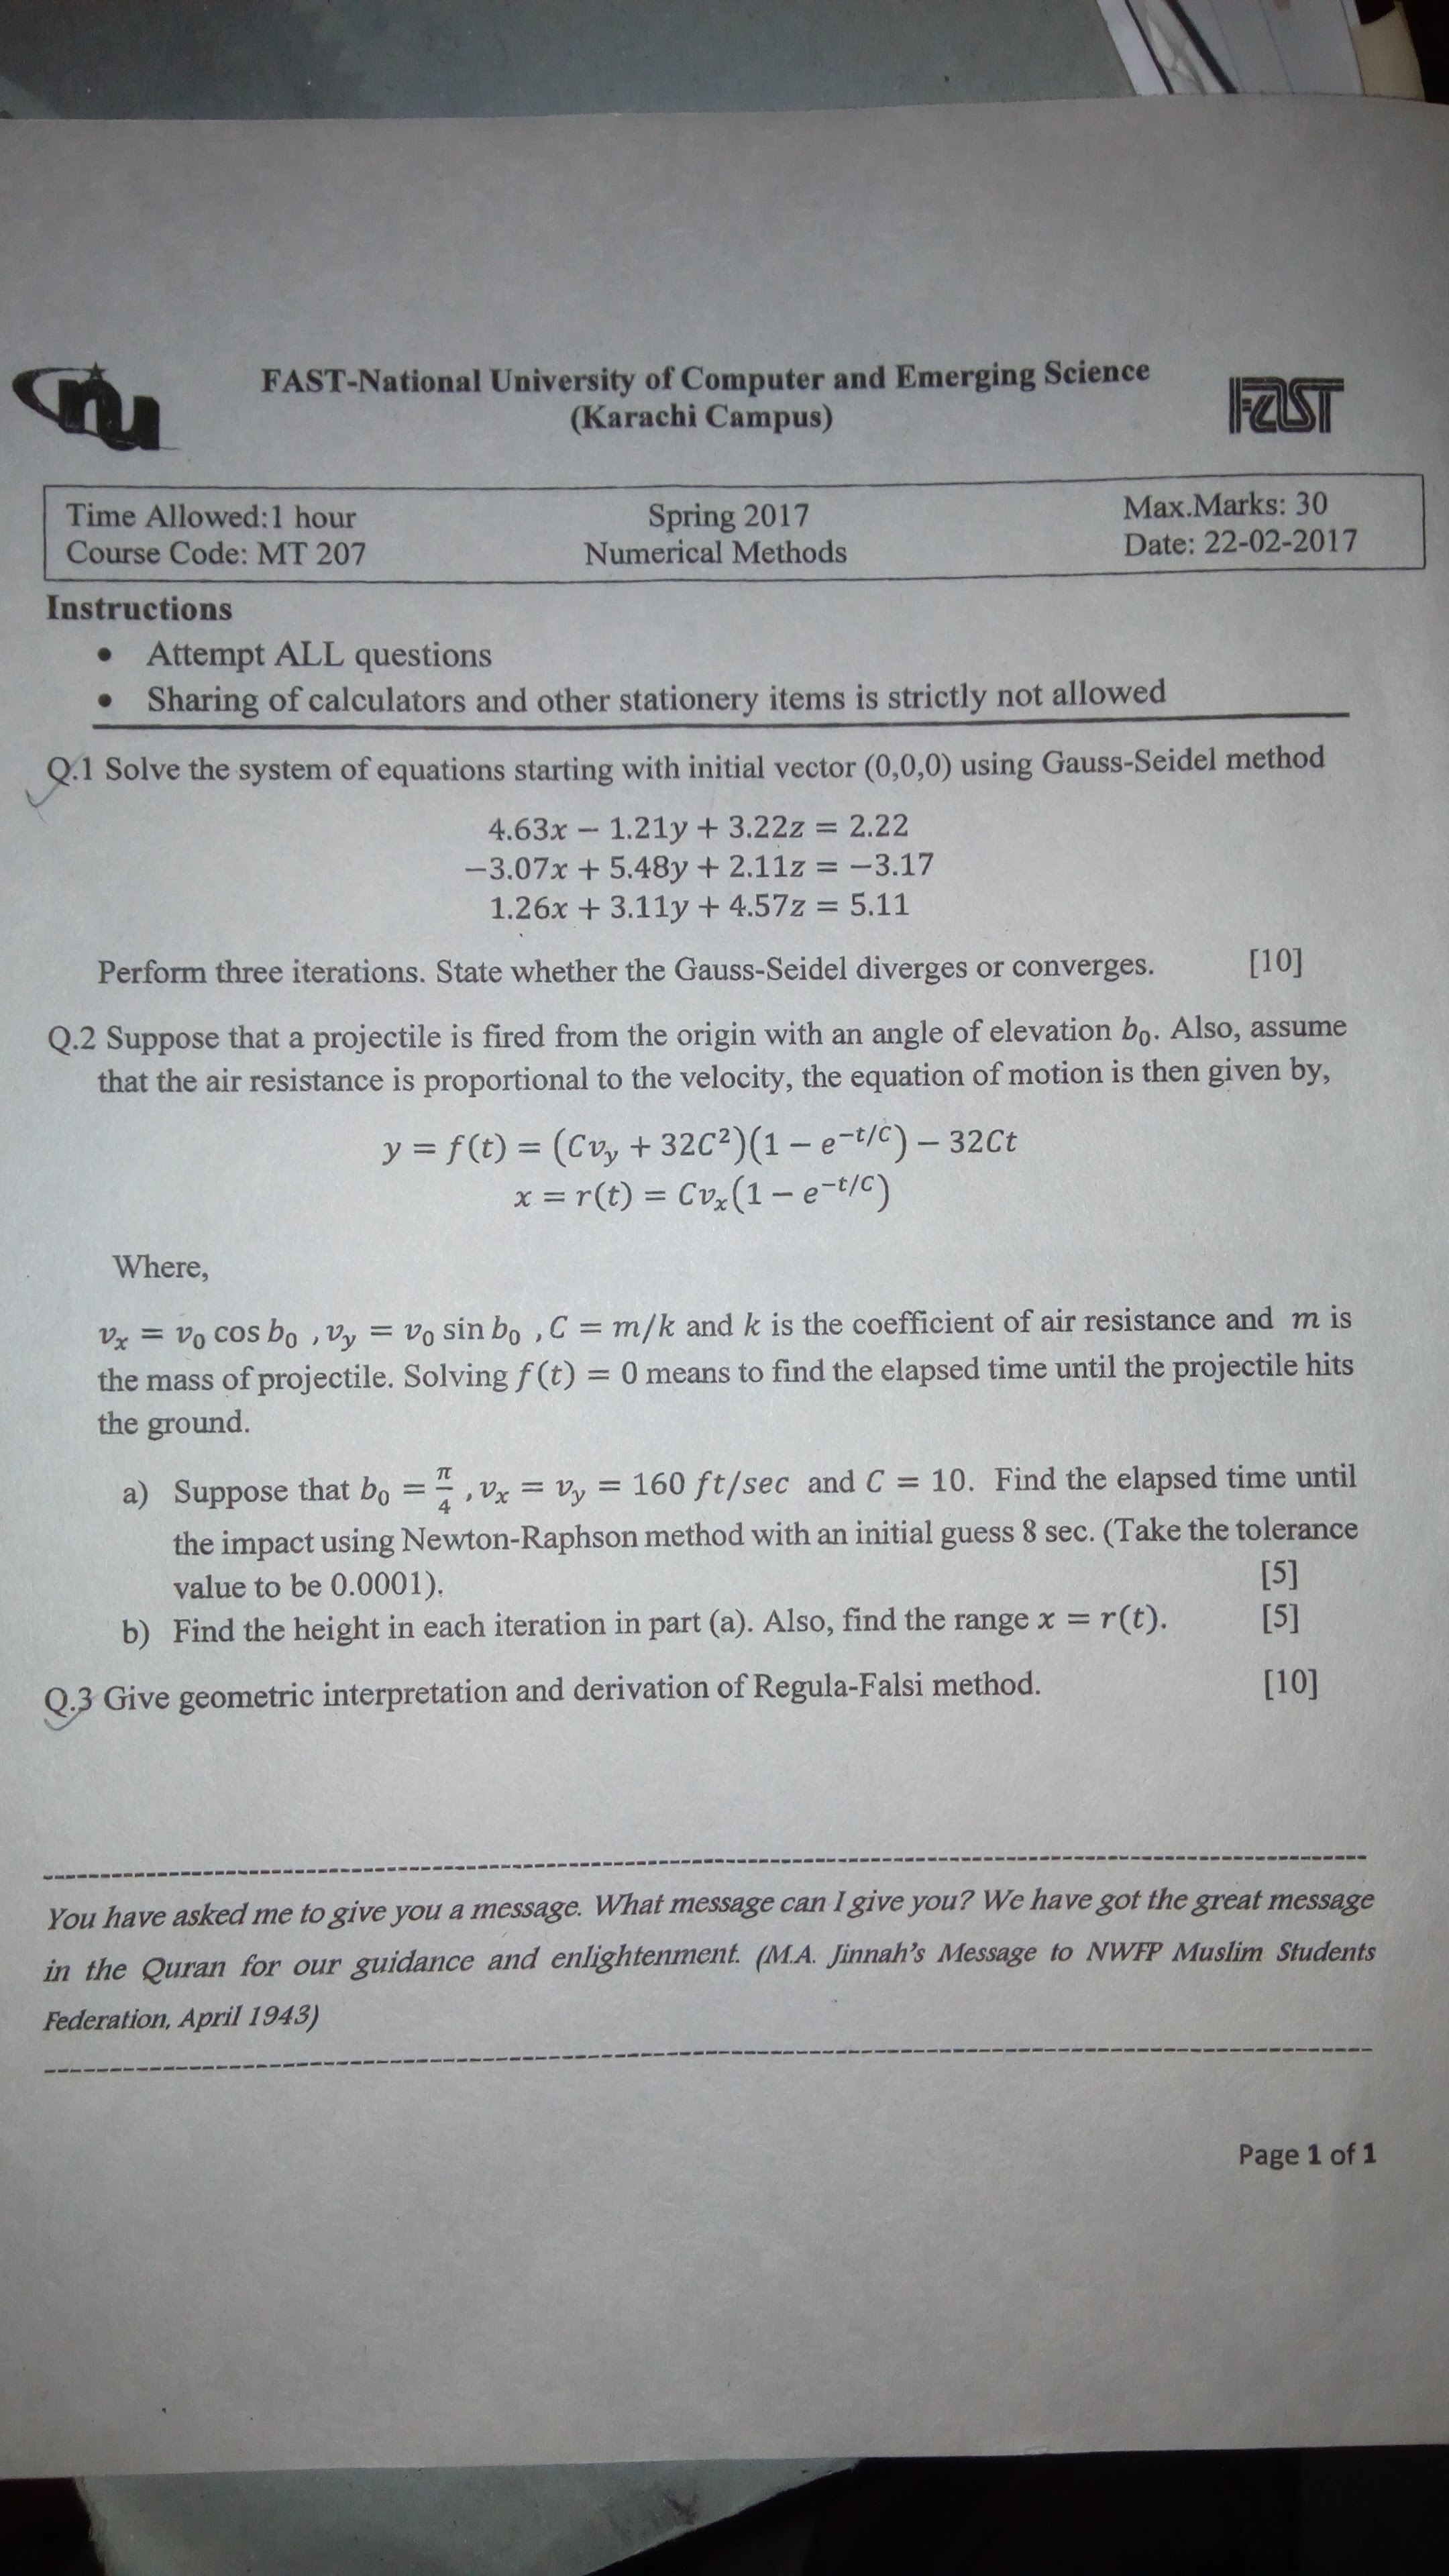 nu
FAST-National University of Computer and Emerging Science
(Karachi Campus)
FAST
Time Allowed:1 hour Spring 2017 Max.Marks: 30
Course Code: MT 207 Numerical Methods Date: 22-02-2017
Instructions
• Attempt ALL questions
• Sharing of calculators and other stationery items is strictly not allowed
Q.1 Solve the system of equations starting with initial vector (0,0,0) using Gauss-Seidel method
4.63x − 1.21y + 3.22z = 2.22
−3.07x + 5.48y + 2.11z = −3.17
1.26x + 3.11y + 4.57z = 5.11
Perform three iterations. State whether the Gauss-Seidel diverges or converges. [10]
Q.2 Suppose that a projectile is fired from the origin with an angle of elevation b₀. Also, assume
that the air resistance is proportional to the velocity, the equation of motion is then given by,
y = f(t) = (Cv_y + 32C²)(1 − e^{−t/C}) − 32Ct
x = r(t) = Cv_x(1 − e^{−t/C})
Where,
v_x = v₀ cos b₀ , v_y = v₀ sin b₀ , C = m/k and k is the coefficient of air resistance and m is
the mass of projectile. Solving f(t) = 0 means to find the elapsed time until the projectile hits
the ground.
a) Suppose that b₀ = π/4 , v_x = v_y = 160 ft/sec and C = 10. Find the elapsed time until
the impact using Newton-Raphson method with an initial guess 8 sec. (Take the tolerance
value to be 0.0001). [5]
b) Find the height in each iteration in part (a). Also, find the range x = r(t). [5]
Q.3 Give geometric interpretation and derivation of Regula-Falsi method. [10]
You have asked me to give you a message. What message can I give you? We have got the great message
in the Quran for our guidance and enlightenment. (M.A. Jinnah's Message to NWFP Muslim Students
Federation, April 1943)
Page 1 of 1